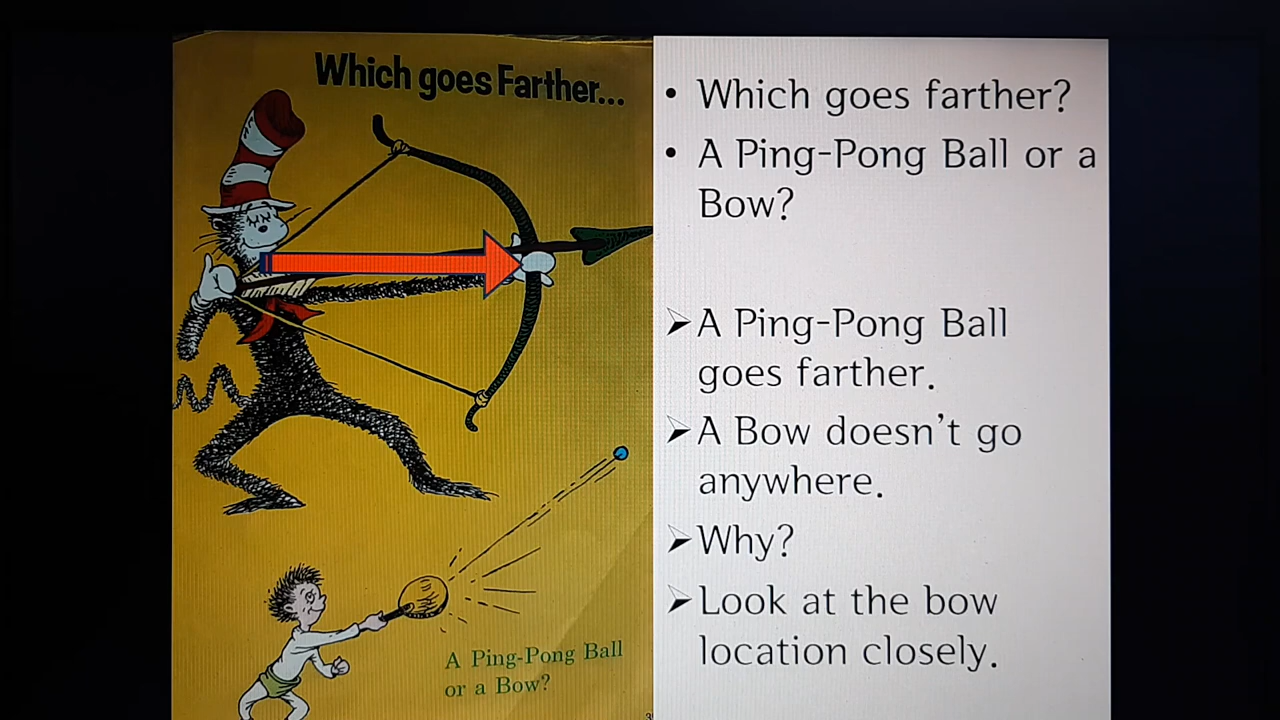 Which goes Farther...
A Ping-Pong Ball
or a Bow?
• Which goes farther?
• A Ping-Pong Ball or a
Bow?
➢ A Ping-Pong Ball
goes farther.
➢ A Bow doesn't go
anywhere.
➢ Why?
➢ Look at the bow
location closely.